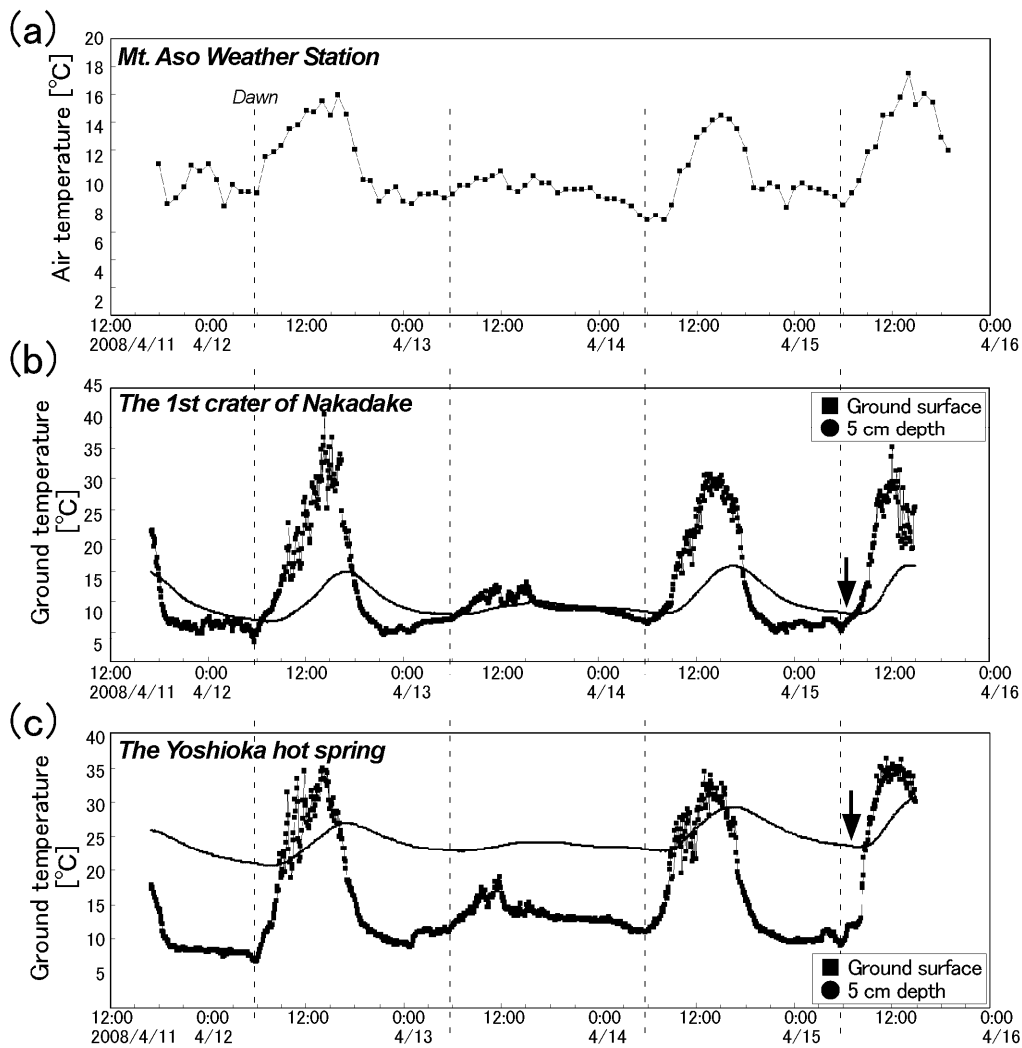 (a)
Mt. Aso Weather Station
Dawn
Air temperature [℃]
20
18
16
14
12
10
8
6
4
2
12:00 0:00 12:00 0:00 12:00 0:00 12:00 0:00 12:00 0:00
2008/4/11 4/12 4/13 4/14 4/15 4/16
(b)
The 1st crater of Nakadake
Ground surface
5 cm depth
Ground temperature
[℃]
45
40
35
30
25
20
15
10
5
12:00 0:00 12:00 0:00 12:00 0:00 12:00 0:00 12:00 0:00
2008/4/11 4/12 4/13 4/14 4/15 4/16
(c)
The Yoshioka hot spring
Ground temperature
[℃]
40
35
30
25
20
15
10
5
Ground surface
5 cm depth
12:00 0:00 12:00 0:00 12:00 0:00 12:00 0:00 12:00 0:00
2008/4/11 4/12 4/13 4/14 4/15 4/16